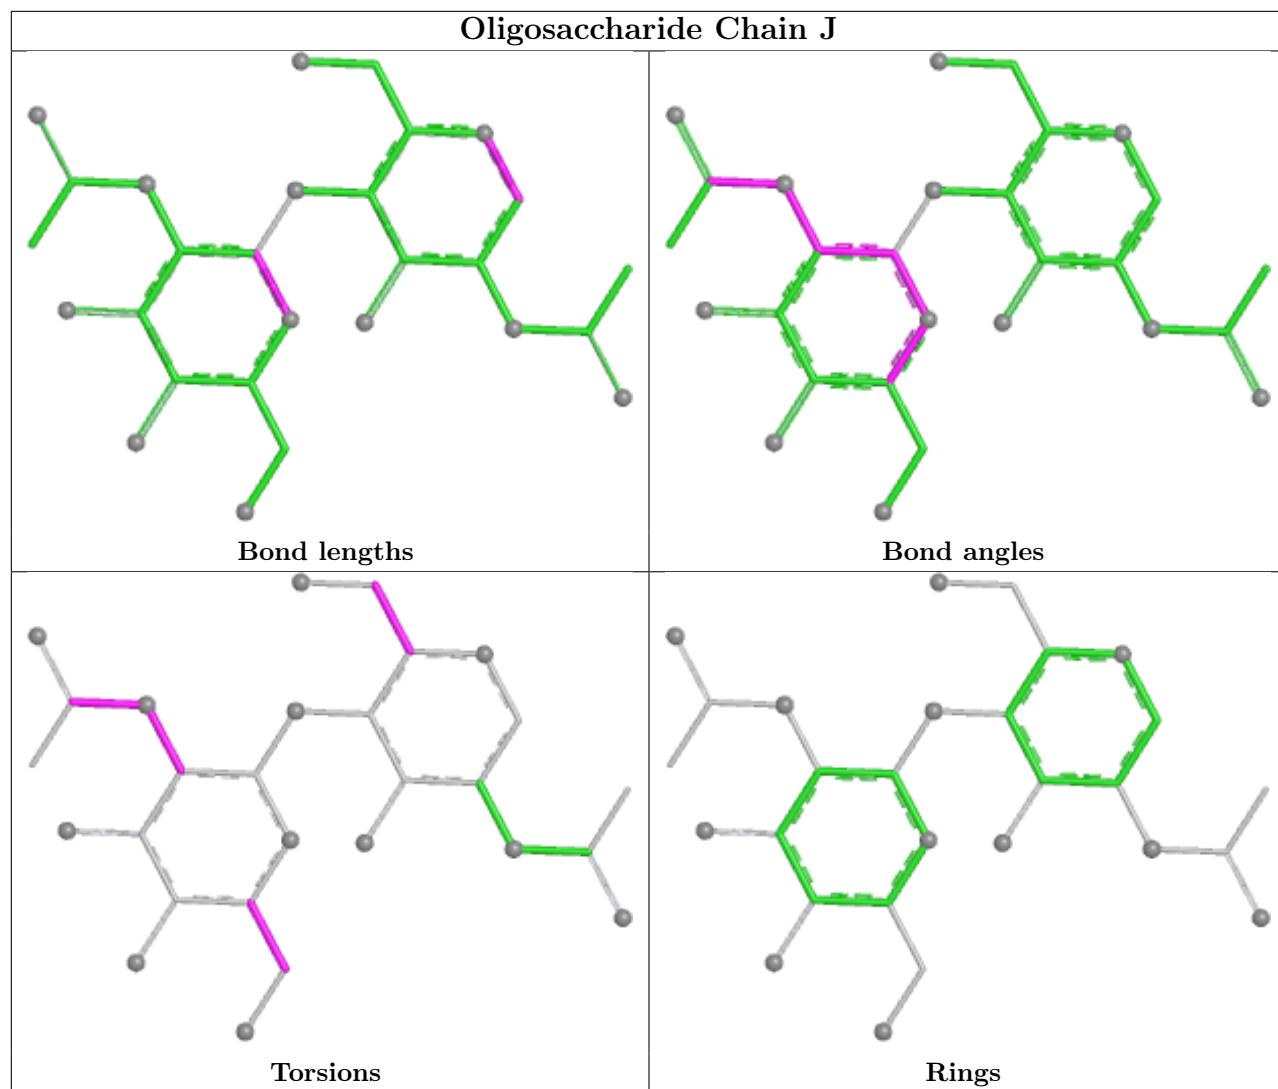 Oligosaccharide Chain J
Bond lengths
Bond angles
Torsions
Rings